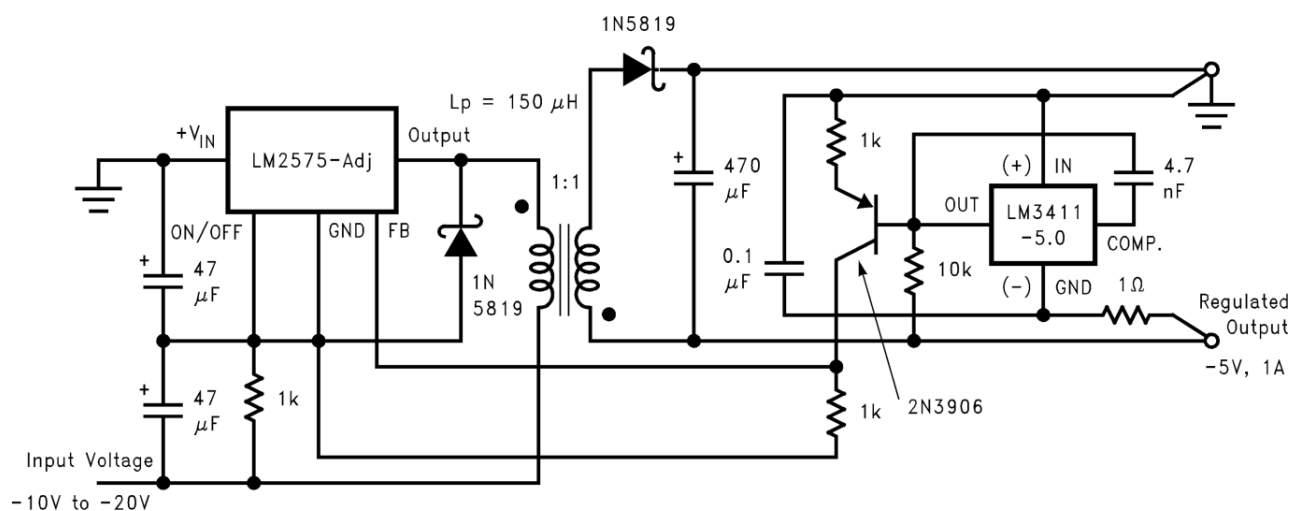 1N5819
Lp = 150 μH
+V_IN
LM2575-Adj
Output
ON/OFF
GND
FB
1:1
+
470
μF
1k
OUT
(+)
IN
LM3411
-5.0
(-)
GND
COMP.
4.7
nF
+
47
μF
1N
5819
0.1
μF
10k
1Ω
Regulated
Output
-5V, 1A
+
47
μF
1k
1k
2N3906
Input Voltage
-10V to -20V